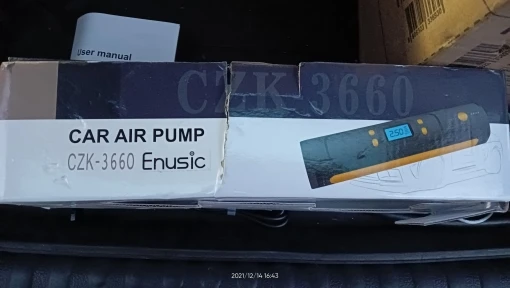 User manual
CZK-3660
CAR AIR PUMP
CZK-3660 Enusic
250
2021/12/14 16:43